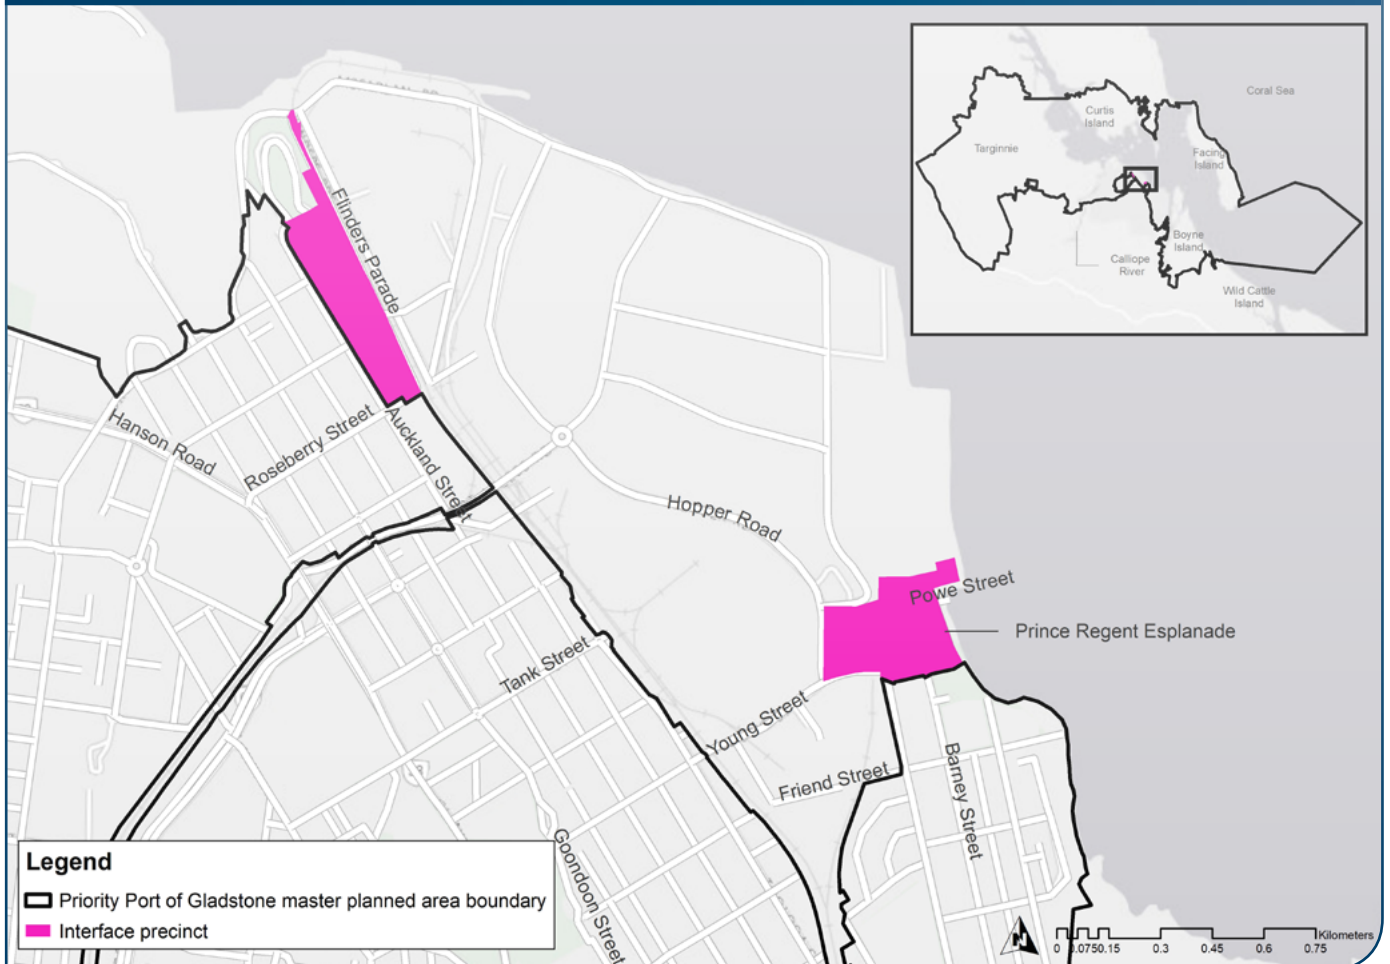 Coral Sea
Curtis
Island
Targinnie
Facing
Island
Boyne
Island
Calliope
River
Wild Cattle
Island
Flinders Parade
Hanson Road
Roseberry Street
Auckland Street
Hopper Road
Powe Street
Prince Regent Esplanade
Tank Street
Young Street
Friend Street
Barney Street
Goondoon Street
Legend
Priority Port of Gladstone master planned area boundary
Interface precinct
N
Kilometers
0 0.075 0.15 0.3 0.45 0.6 0.75